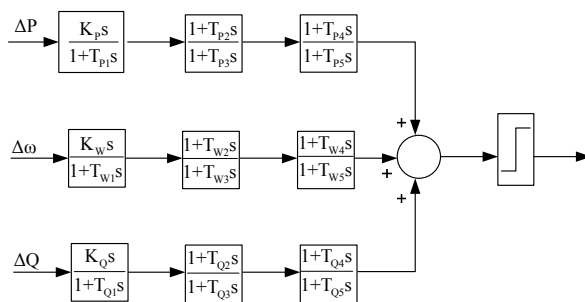 ΔP
K_P s
1+T_P1 s
1+T_P2 s
1+T_P3 s
1+T_P4 s
1+T_P5 s
+
Δω
K_W s
1+T_W1 s
1+T_W2 s
1+T_W3 s
1+T_W4 s
1+T_W5 s
+
+
ΔQ
K_Q s
1+T_Q1 s
1+T_Q2 s
1+T_Q3 s
1+T_Q4 s
1+T_Q5 s